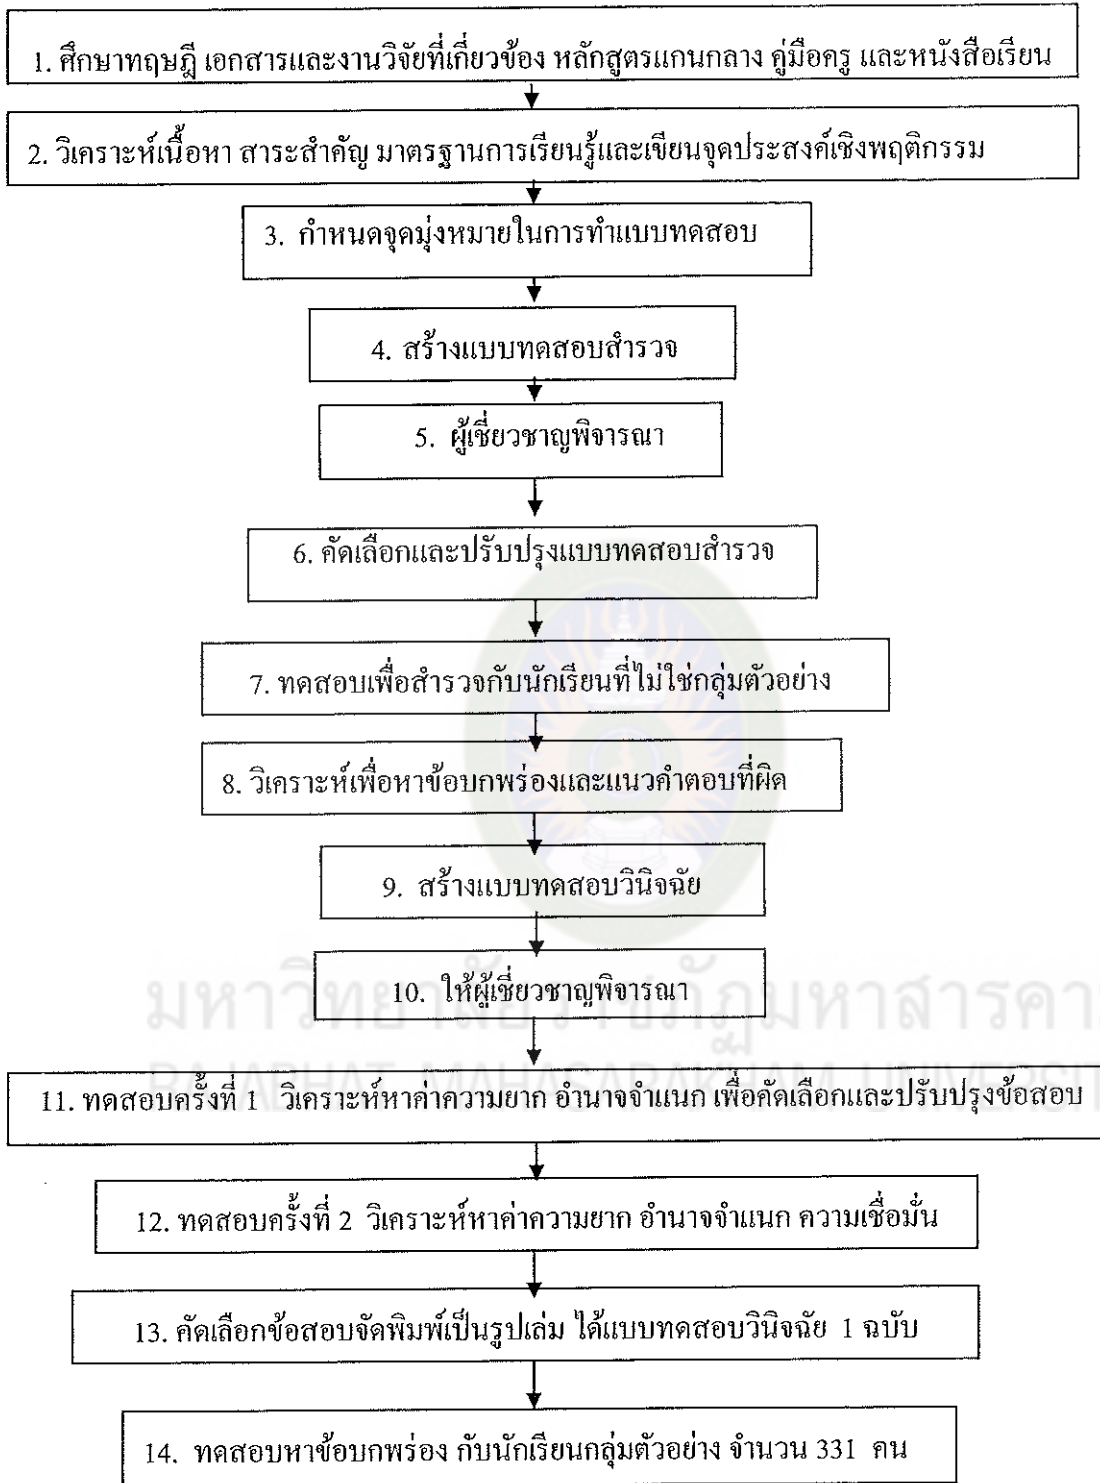 1. ศึกษาทฤษฎี เอกสารและงานวิจัยที่เกี่ยวข้อง หลักสูตรแกนกลาง คู่มือครู และหนังสือเรียน
2. วิเคราะห์เนื้อหา สาระสำคัญ มาตรฐานการเรียนรู้และเขียนจุดประสงค์เชิงพฤติกรรม
3. กำหนดจุดมุ่งหมายในการทำแบบทดสอบ
4. สร้างแบบทดสอบสำรวจ
5. ผู้เชี่ยวชาญพิจารณา
6. คัดเลือกและปรับปรุงแบบทดสอบสำรวจ
7. ทดสอบเพื่อสำรวจกับนักเรียนที่ไม่ใช่กลุ่มตัวอย่าง
8. วิเคราะห์เพื่อหาข้อบกพร่องและแนวคำตอบที่ผิด
9. สร้างแบบทดสอบวินิจฉัย
10. ให้ผู้เชี่ยวชาญพิจารณา
มหาวิทยาลัยราชภัฏมหาสารคา
RAJABHAT MAHASARAKHAM UNIVERSIT
11. ทดสอบครั้งที่ 1 วิเคราะห์หาค่าความยาก อำนาจจำแนก เพื่อคัดเลือกและปรับปรุงข้อสอบ
12. ทดสอบครั้งที่ 2 วิเคราะห์หาค่าความยาก อำนาจจำแนก ความเชื่อมั่น
13. คัดเลือกข้อสอบจัดพิมพ์เป็นรูปเล่ม ได้แบบทดสอบวินิจฉัย 1 ฉบับ
14. ทดสอบหาข้อบกพร่อง กับนักเรียนกลุ่มตัวอย่าง จำนวน 331 คน